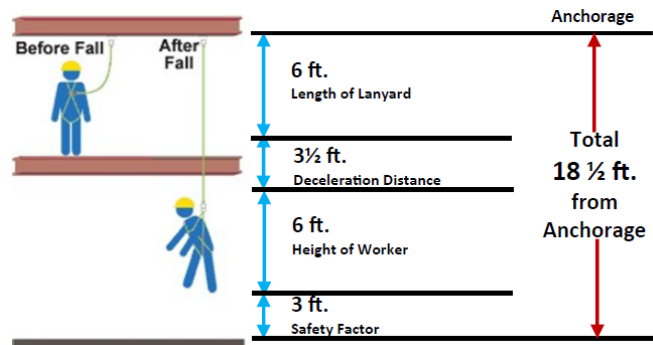 Anchorage
Before Fall
After
Fall
6 ft.
Length of Lanyard
3½ ft.
Deceleration Distance
6 ft.
Height of Worker
3 ft.
Safety Factor
Total
18 ½ ft.
from
Anchorage